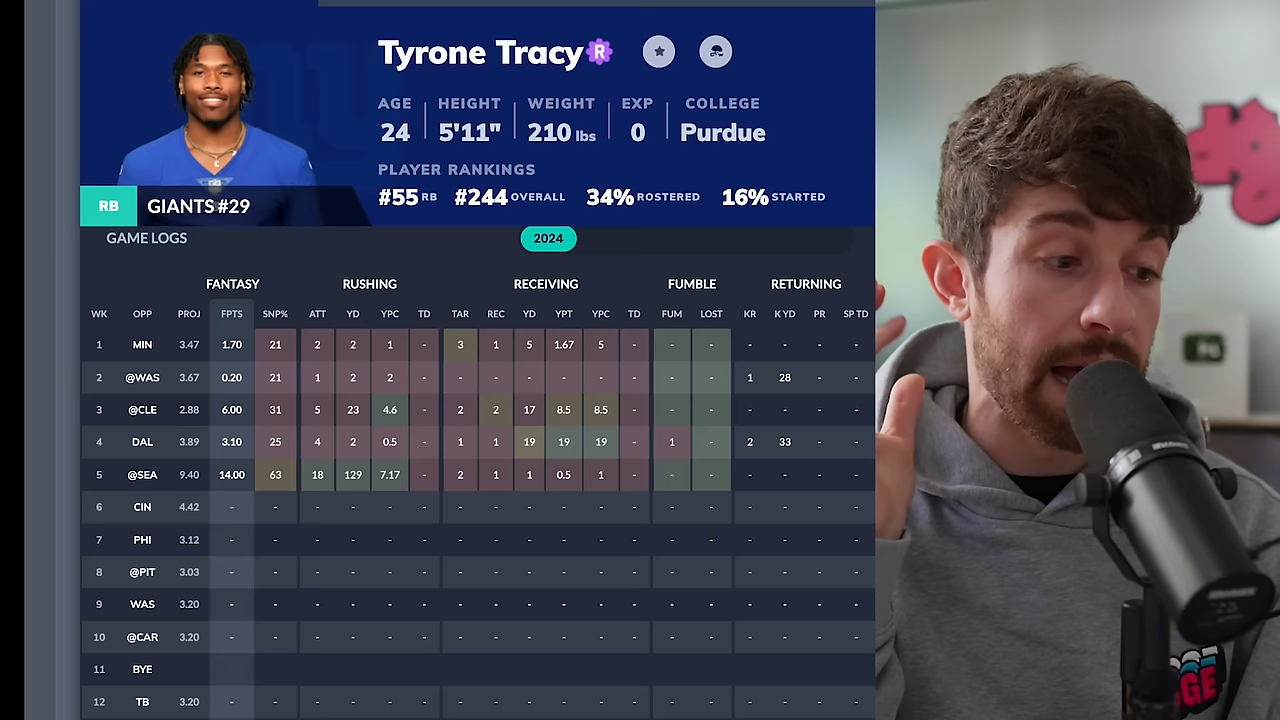 Tyrone Tracy R
AGE HEIGHT WEIGHT EXP COLLEGE
24 5'11" 210 lbs 0 Purdue
PLAYER RANKINGS
#55 RB #244 OVERALL 34% ROSTERED 16% STARTED
RB GIANTS #29
GAME LOGS 2024
FANTASY RUSHING RECEIVING FUMBLE RETURNING
WK OPP PROJ FPTS SNP% ATT YD YPC TD TAR REC YD YPT YPC TD FUM LOST KR K YD PR SP TD
1 MIN 3.47 1.70 21 2 2 1 - 3 1 5 1.67 5 - - - - - - -
2 @WAS 3.67 0.20 21 1 2 2 - - - - - - - - - 1 28 - -
3 @CLE 2.88 6.00 31 5 23 4.6 - 2 2 17 8.5 8.5 - - - - - - -
4 DAL 3.89 3.10 25 4 2 0.5 - 1 1 19 19 19 - 1 - 2 33 - -
5 @SEA 9.40 14.00 63 18 129 7.17 - 2 1 1 0.5 1 - - - - - - -
6 CIN 4.42 - - - - - - - - - - - - - - - - - -
7 PHI 3.12 - - - - - - - - - - - - - - - - - -
8 @PIT 3.03 - - - - - - - - - - - - - - - - - -
9 WAS 3.20 - - - - - - - - - - - - - - - - - -
10 @CAR 3.20 - - - - - - - - - - - - - - - - - -
11 BYE
12 TB 3.20 - - - - - - - - - - - - - - - - - -